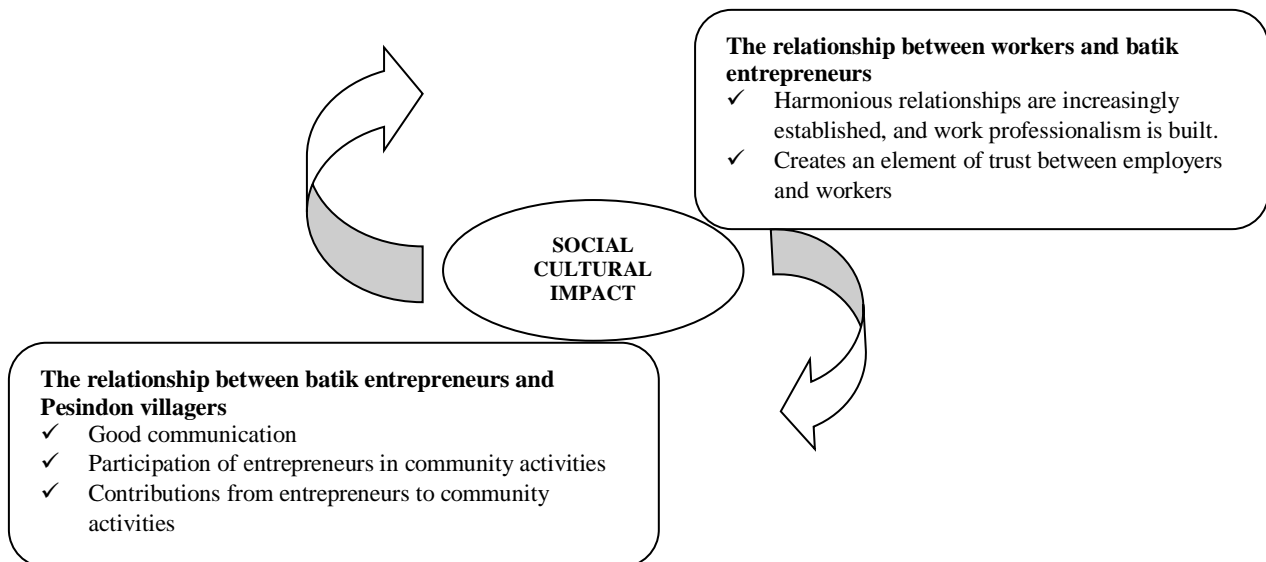 The relationship between workers and batik
entrepreneurs
✓ Harmonious relationships are increasingly
established, and work professionalism is built.
✓ Creates an element of trust between employers
and workers
SOCIAL
CULTURAL
IMPACT
The relationship between batik entrepreneurs and
Pesindon villagers
✓ Good communication
✓ Participation of entrepreneurs in community activities
✓ Contributions from entrepreneurs to community
activities